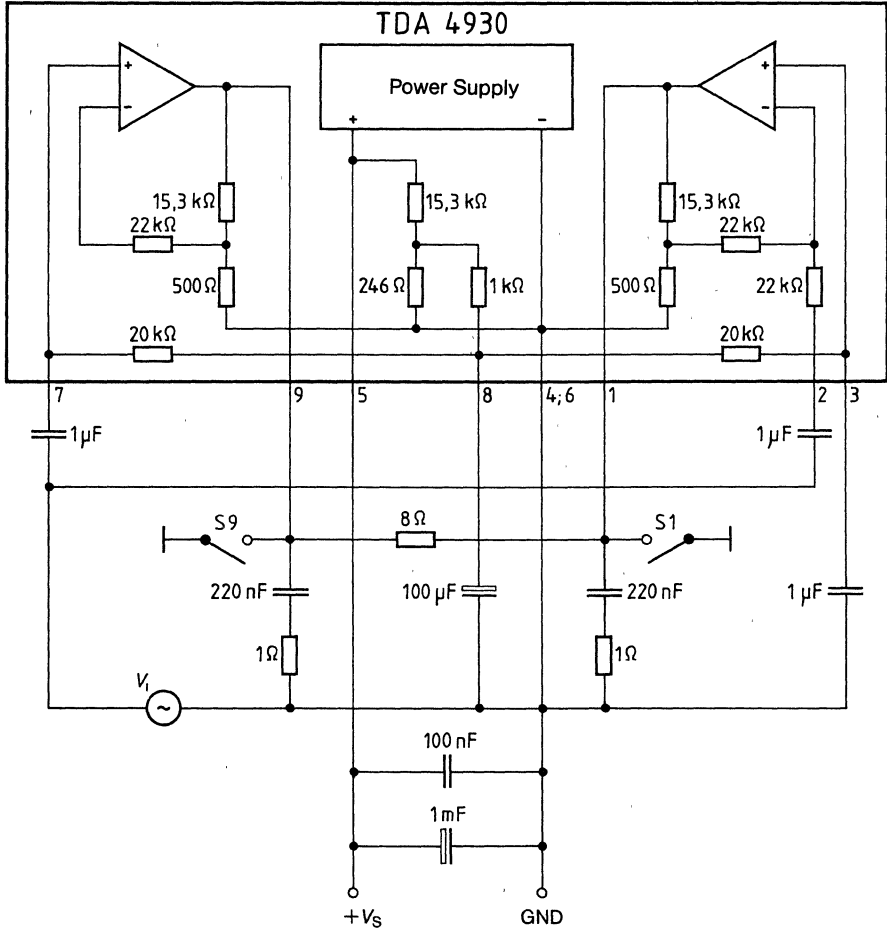 TDA 4930
Power Supply
+ - + - + -
15,3 kΩ 15,3 kΩ 15,3 kΩ
22 kΩ 22 kΩ
500 Ω 246 Ω 1 kΩ 500 Ω 22 kΩ
20 kΩ 20 kΩ
7 9 5 8 4; 6 1 2 3
1 µF 1 µF
S9 8 Ω S1
220 nF 100 µF 220 nF 1 µF
1 Ω 1 Ω
V₁
~
100 nF
1 mF
+Vs GND